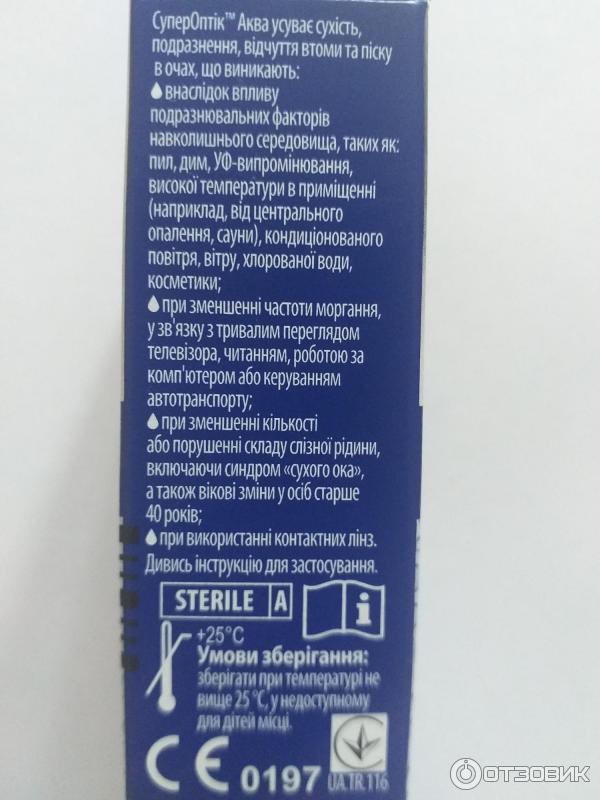 СуперОптік™ Аква усуває сухість,
подразнення, відчуття втоми та піску
в очах, що виникають:
внаслідок впливу
подразнювальних факторів
навколишнього середовища, таких як:
пил, дим, УФ-випромінювання,
високої температури в приміщенні
(наприклад, від центрального
опалення, сауни), кондиціонованого
повітря, вітру, хлорованої води,
косметики;
при зменшенні частоти моргання,
у зв'язку з тривалим переглядом
телевізора, читанням, роботою за
комп'ютером або керуванням
автотранспорту;
при зменшенні кількості
або порушенні складу слізної рідини,
включаючи синдром «сухого ока»,
а також вікові зміни у осіб старше
40 років;
при використанні контактних лінз.
Дивись інструкцію для застосування.
STERILE A i
+25°C
Умови зберігання:
зберігати при температурі не
вище 25 °С, у недоступному
для дітей місці.
CE 0197 UA.TR.116
ОТЗОВИК